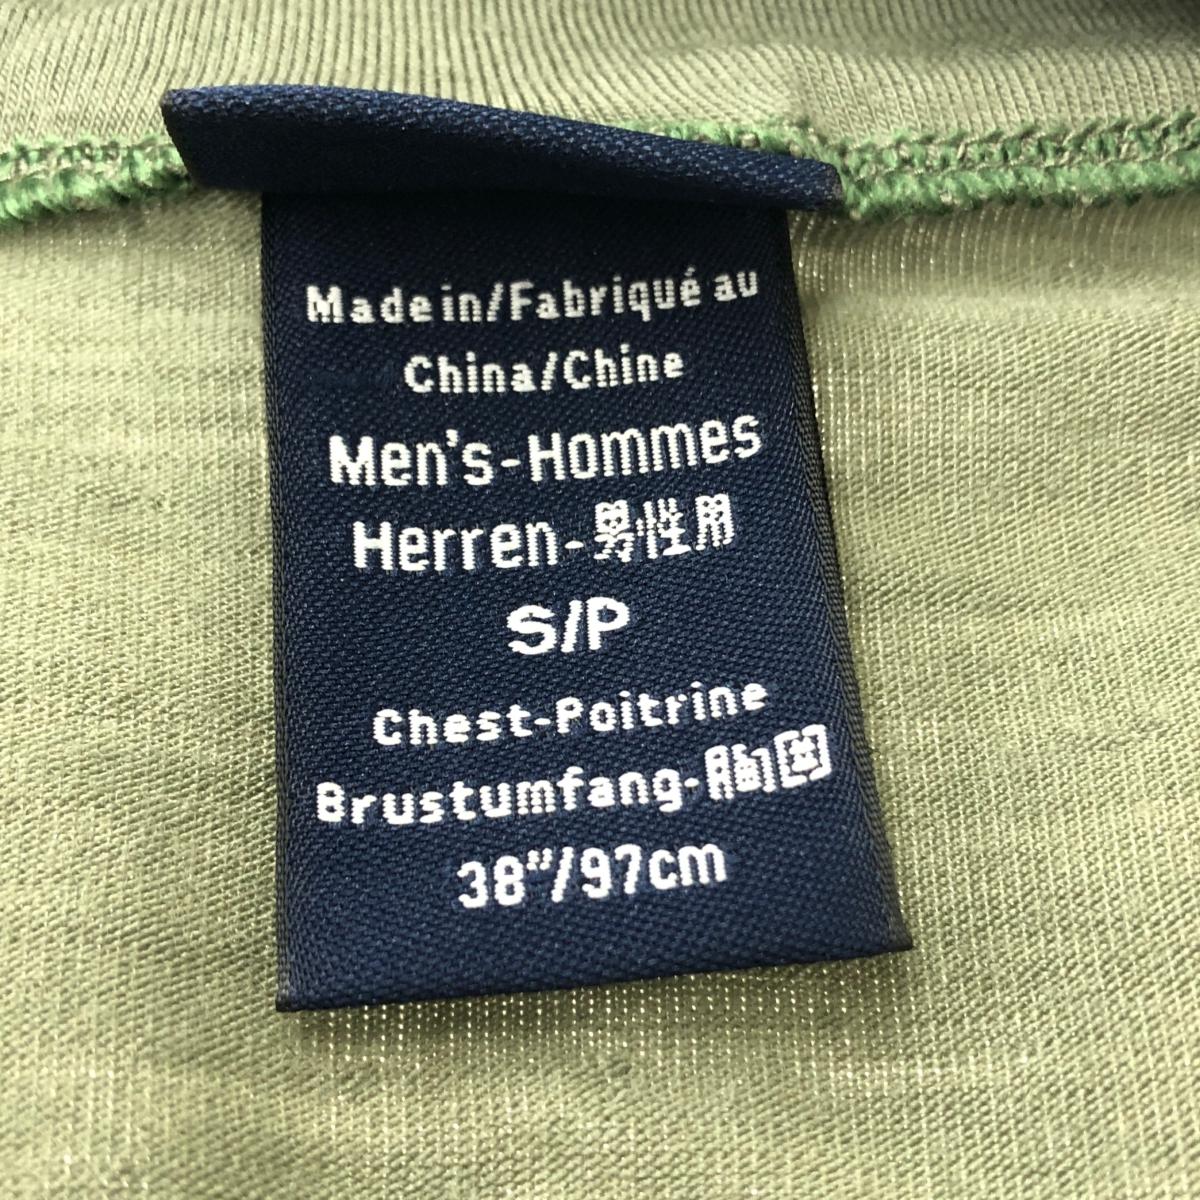 Made in/Fabriqué au
China/Chine
Men's-Hommes
Herren-男性用
S/P
Chest-Poitrine
Brustumfang-胸囲
38"/97cm